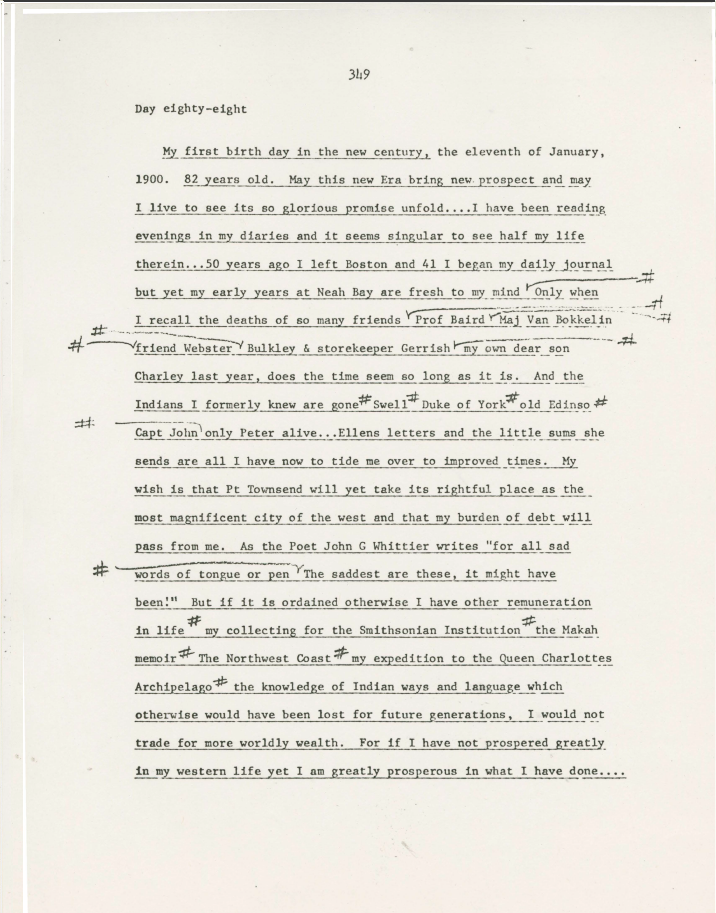 349
Day eighty-eight
My first birth day in the new century, the eleventh of January,
1900. 82 years old. May this new Era bring new prospect and may
I live to see its so glorious promise unfold....I have been reading
evenings in my diaries and it seems singular to see half my life
therein...50 years ago I left Boston and 41 I began my daily journal
#
but yet my early years at Neah Bay are fresh to my mind Only when
#
I recall the deaths of so many friends Prof Baird Maj Van Bokkelin #
#
# friend Webster Bulkley & storekeeper Gerrish my own dear son #
Charley last year, does the time seem so long as it is. And the
Indians I formerly knew are gone # Swell # Duke of York # old Edinso #
# Capt John only Peter alive...Ellens letters and the little sums she
sends are all I have now to tide me over to improved times. My
wish is that Pt Townsend will yet take its rightful place as the
most magnificent city of the west and that my burden of debt will
pass from me. As the Poet John G Whittier writes "for all sad
# words of tongue or pen The saddest are these, it might have
been!" But if it is ordained otherwise I have other remuneration
in life # my collecting for the Smithsonian Institution # the Makah
memoir # The Northwest Coast # my expedition to the Queen Charlottes
Archipelago # the knowledge of Indian ways and language which
otherwise would have been lost for future generations, I would not
trade for more worldly wealth. For if I have not prospered greatly
in my western life yet I am greatly prosperous in what I have done....